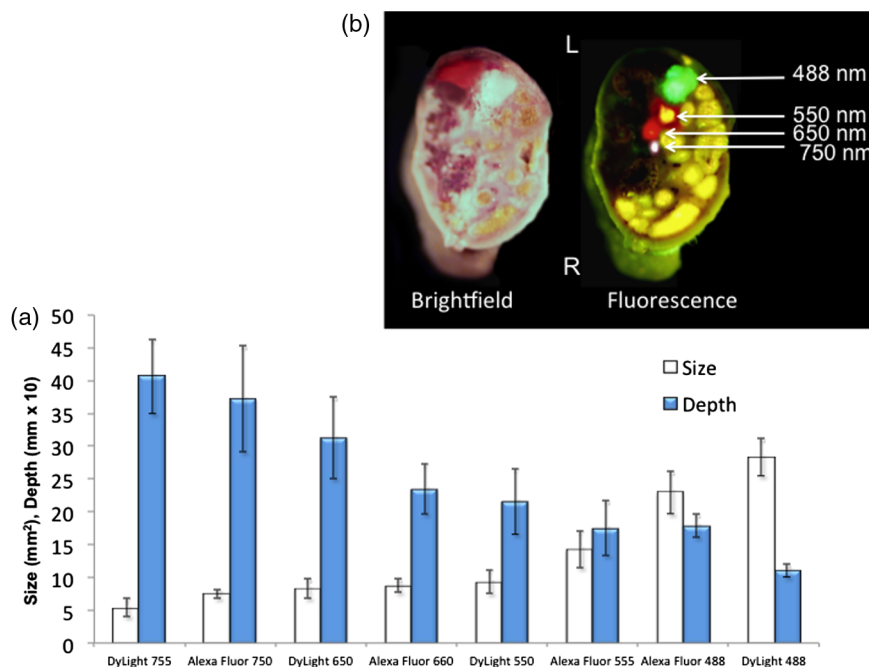 (b)
L
488 nm
550 nm
650 nm
750 nm
R
Brightfield
Fluorescence
(a)
Size (mm²), Depth (mm x 10)
50
45
40
35
30
25
20
15
10
5
0
Size
Depth
DyLight 755
Alexa Fluor 750
DyLight 650
Alexa Fluor 660
DyLight 550
Alexa Fluor 555
Alexa Fluor 488
DyLight 488